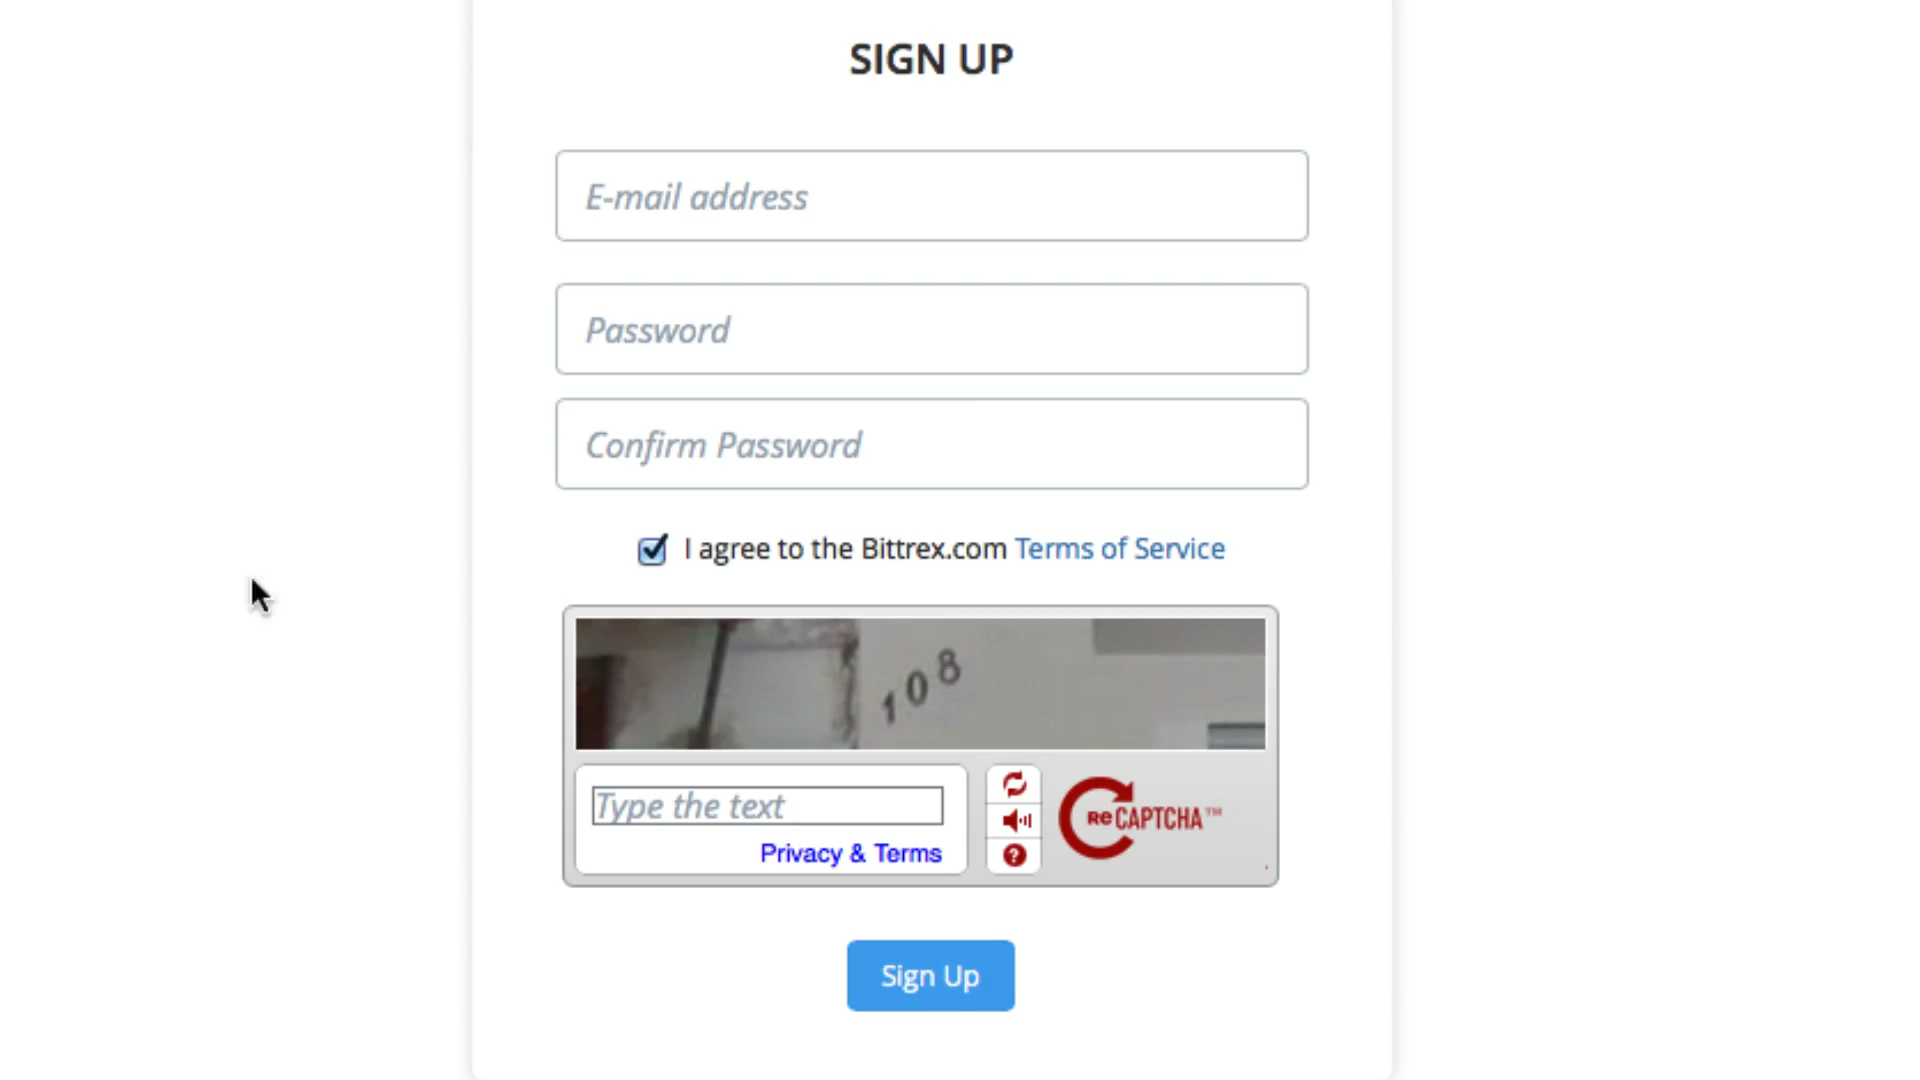 SIGN UP
E-mail address
Password
Confirm Password
I agree to the Bittrex.com Terms of Service
108
Type the text
Privacy & Terms
?
ReCAPTCHA™
Sign Up